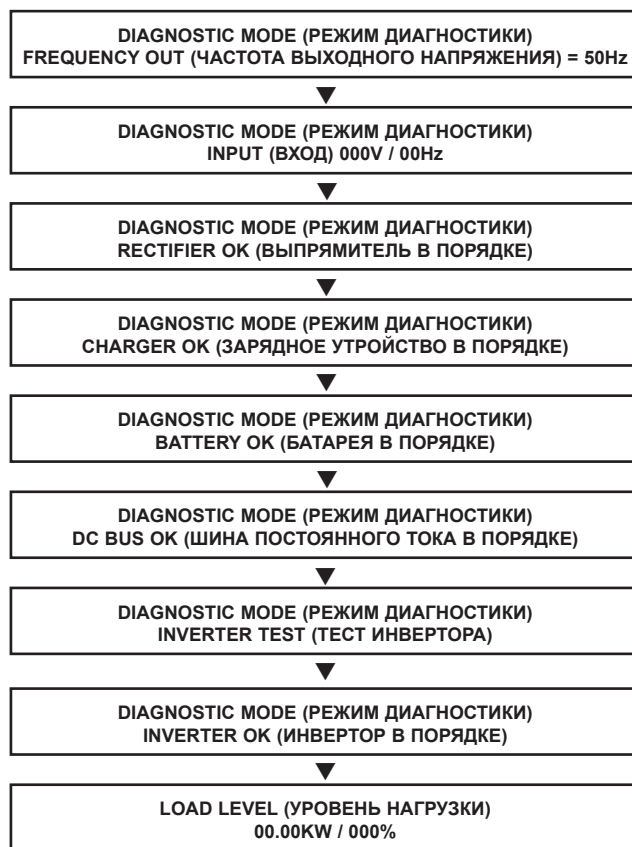 DIAGNOSTIC MODE (РЕЖИМ ДИАГНОСТИКИ)
FREQUENCY OUT (ЧАСТОТА ВЫХОДНОГО НАПРЯЖЕНИЯ) = 50Hz
DIAGNOSTIC MODE (РЕЖИМ ДИАГНОСТИКИ)
INPUT (ВХОД) 000V / 00Hz
DIAGNOSTIC MODE (РЕЖИМ ДИАГНОСТИКИ)
RECTIFIER OK (ВЫПРЯМИТЕЛЬ В ПОРЯДКЕ)
DIAGNOSTIC MODE (РЕЖИМ ДИАГНОСТИКИ)
CHARGER OK (ЗАРЯДНОЕ УТРОЙСТВО В ПОРЯДКЕ)
DIAGNOSTIC MODE (РЕЖИМ ДИАГНОСТИКИ)
BATTERY OK (БАТАРЕЯ В ПОРЯДКЕ)
DIAGNOSTIC MODE (РЕЖИМ ДИАГНОСТИКИ)
DC BUS OK (ШИНА ПОСТОЯННОГО ТОКА В ПОРЯДКЕ)
DIAGNOSTIC MODE (РЕЖИМ ДИАГНОСТИКИ)
INVERTER TEST (ТЕСТ ИНВЕРТОРА)
DIAGNOSTIC MODE (РЕЖИМ ДИАГНОСТИКИ)
INVERTER OK (ИНВЕРТОР В ПОРЯДКЕ)
LOAD LEVEL (УРОВЕНЬ НАГРУЗКИ)
00.00KW / 000%